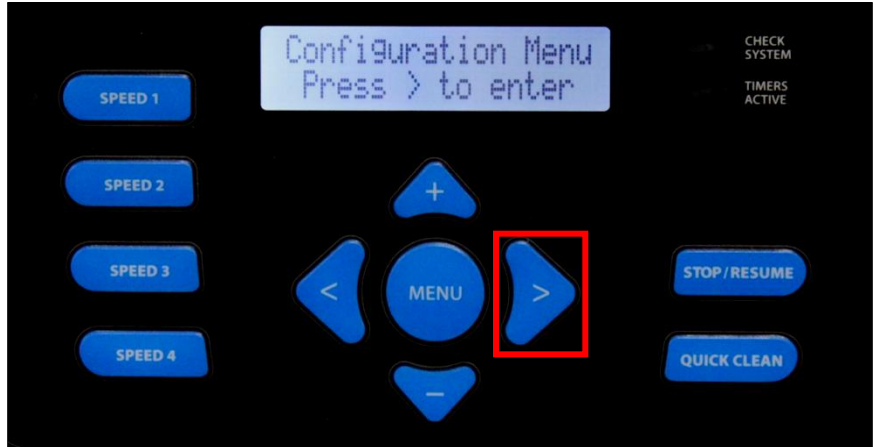 Configuration Menu
Press > to enter
CHECK
SYSTEM
TIMERS
ACTIVE
SPEED 1
SPEED 2
+
SPEED 3
<
MENU
>
STOP/RESUME
SPEED 4
QUICK CLEAN
−